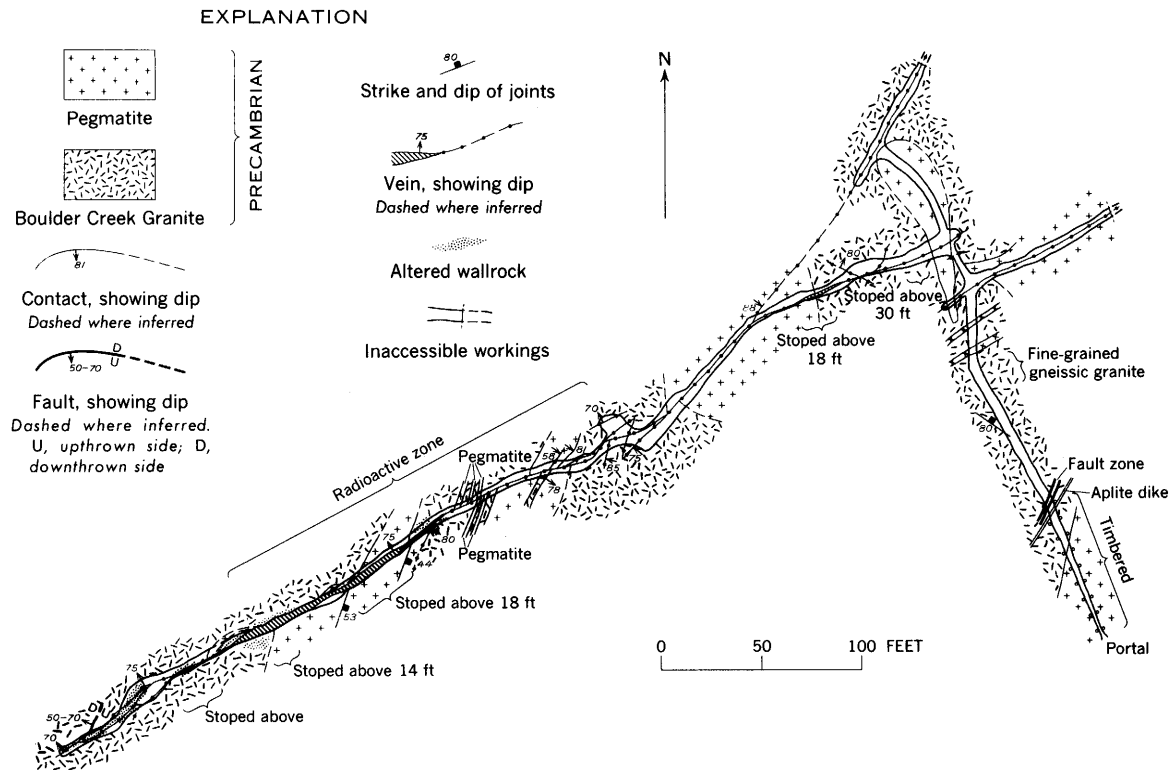 EXPLANATION
Pegmatite
Boulder Creek Granite
PRECAMBRIAN
81
Contact, showing dip
Dashed where inferred
D
U
50-70
Fault, showing dip
Dashed where inferred.
U, upthrown side; D,
downthrown side
80
Strike and dip of joints
75
Vein, showing dip
Dashed where inferred
Altered wallrock
Inaccessible workings
N
80
Stoped above
30 ft
88
Stoped above
18 ft
Fine-grained
gneissic granite
80
Fault zone
Aplite dike
Timbered
Portal
Radioactive zone
70
Pegmatite
58
81
85
75
78
75
80
Pegmatite
44
Stoped above 18 ft
53
Stoped above 14 ft
75
Stoped above
D
U
50-70
70
0 50 100 FEET